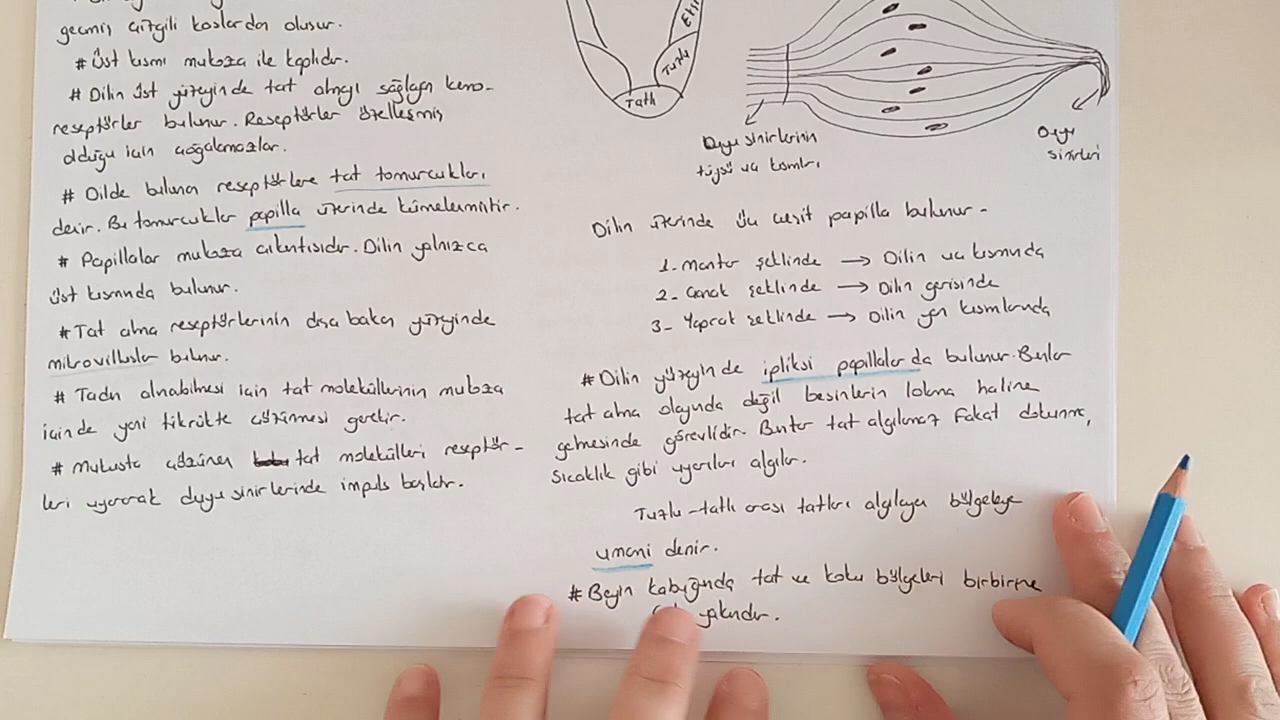 geçmiş çizgili kaslardan oluşur.
# Üst kısmı mukoza ile kaplıdır.
# Dilin üst yüzeyinde tat almayı sağlayan kemo-
reseptörler bulunur. Reseptörler özelleşmiş
olduğu için çoğalamazlar.
# Dilde bulunan reseptörlere tat tomurcukları
denir. Bu tomurcuklar papilla üzerinde kümelenmiştir.
# Papillalar mukoza çıkıntısıdır. Dilin yalnızca
üst kısmında bulunur.
# Tat alma reseptörlerinin dışa bakan yüzeyinde
mikrovilluslar bulunur.
# Tadın alınabilmesi için tat moleküllerinin mukoza
içinde yani tükrükte çözünmesi gerekir.
# Mukusta çözünen tat molekülleri reseptör-
leri uyararak duyu sinirlerinde impuls başlatır.
Ekşi
Tuzlu
Tatlı
Duyu sinirlerinin
tüysü uç kısmı
Duyu
sinirleri
Dilin üzerinde üç çeşit papilla bulunur-
1- Mantar şeklinde → Dilin uç kısmında
2- Çanak şeklinde → Dilin gerisinde
3- Yaprak şeklinde → Dilin yan kısımlarında
# Dilin yüzeyinde ipliksi papillalar da bulunur. Bunlar
tat alma olayında değil besinlerin lokma haline
gelmesinde görevlidir. Bunlar tat algılamaz fakat dokunma,
sıcaklık gibi uyarıları algılar.
Tuzlu-tatlı arası tatları algılayan bölgeye
umami denir.
# Beyin kabuğunda tat ve koku bölgeleri birbirine
yakındır.